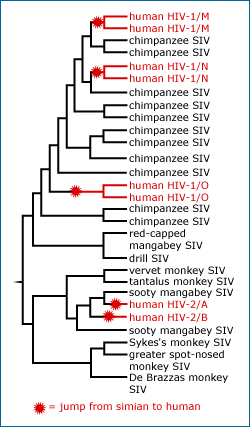 human HIV-1/M
human HIV-1/M
chimpanzee SIV
chimpanzee SIV
human HIV-1/N
human HIV-1/N
chimpanzee SIV
chimpanzee SIV
chimpanzee SIV
chimpanzee SIV
chimpanzee SIV
chimpanzee SIV
chimpanzee SIV
human HIV-1/O
human HIV-1/O
chimpanzee SIV
chimpanzee SIV
red-capped
mangabey SIV
drill SIV
vervet monkey SIV
tantalus monkey SIV
sooty mangabey SIV
human HIV-2/A
human HIV-2/B
sooty mangabey SIV
Sykes's monkey SIV
greater spot-nosed
monkey SIV
De Brazzas monkey
SIV
= jump from simian to human